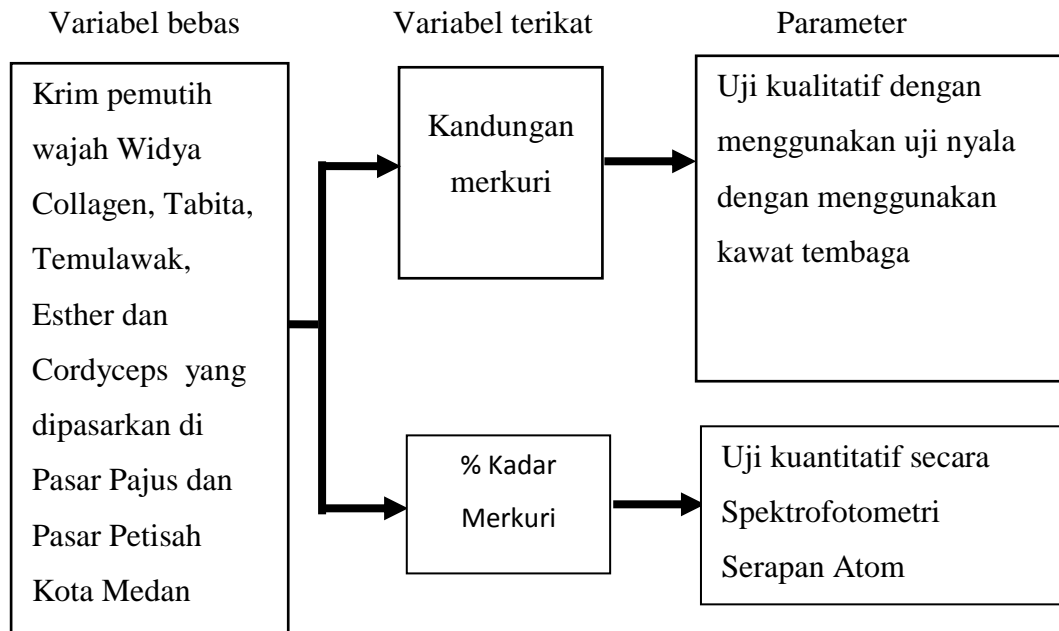 Variabel bebas
Variabel terikat
Parameter
Krim pemutih
wajah Widya
Collagen, Tabita,
Temulawak,
Esther dan
Cordyceps yang
dipasarkan di
Pasar Pajus dan
Pasar Petisah
Kota Medan
Kandungan
merkuri
Uji kualitatif dengan
menggunakan uji nyala
dengan menggunakan
kawat tembaga
% Kadar
Merkuri
Uji kuantitatif secara
Spektrofotometri
Serapan Atom